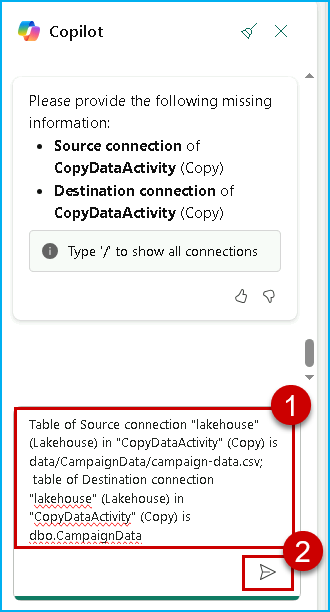 Copilot
Please provide the following missing
information:
• Source connection of
CopyDataActivity (Copy)
• Destination connection of
CopyDataActivity (Copy)
Type '/' to show all connections
1
Table of Source connection "lakehouse"
(Lakehouse) in "CopyDataActivity" (Copy) is
data/CampaignData/campaign-data.csv;
table of Destination connection
"lakehouse" (Lakehouse) in
"CopyDataActivity" (Copy) is
dbo.CampaignData
2